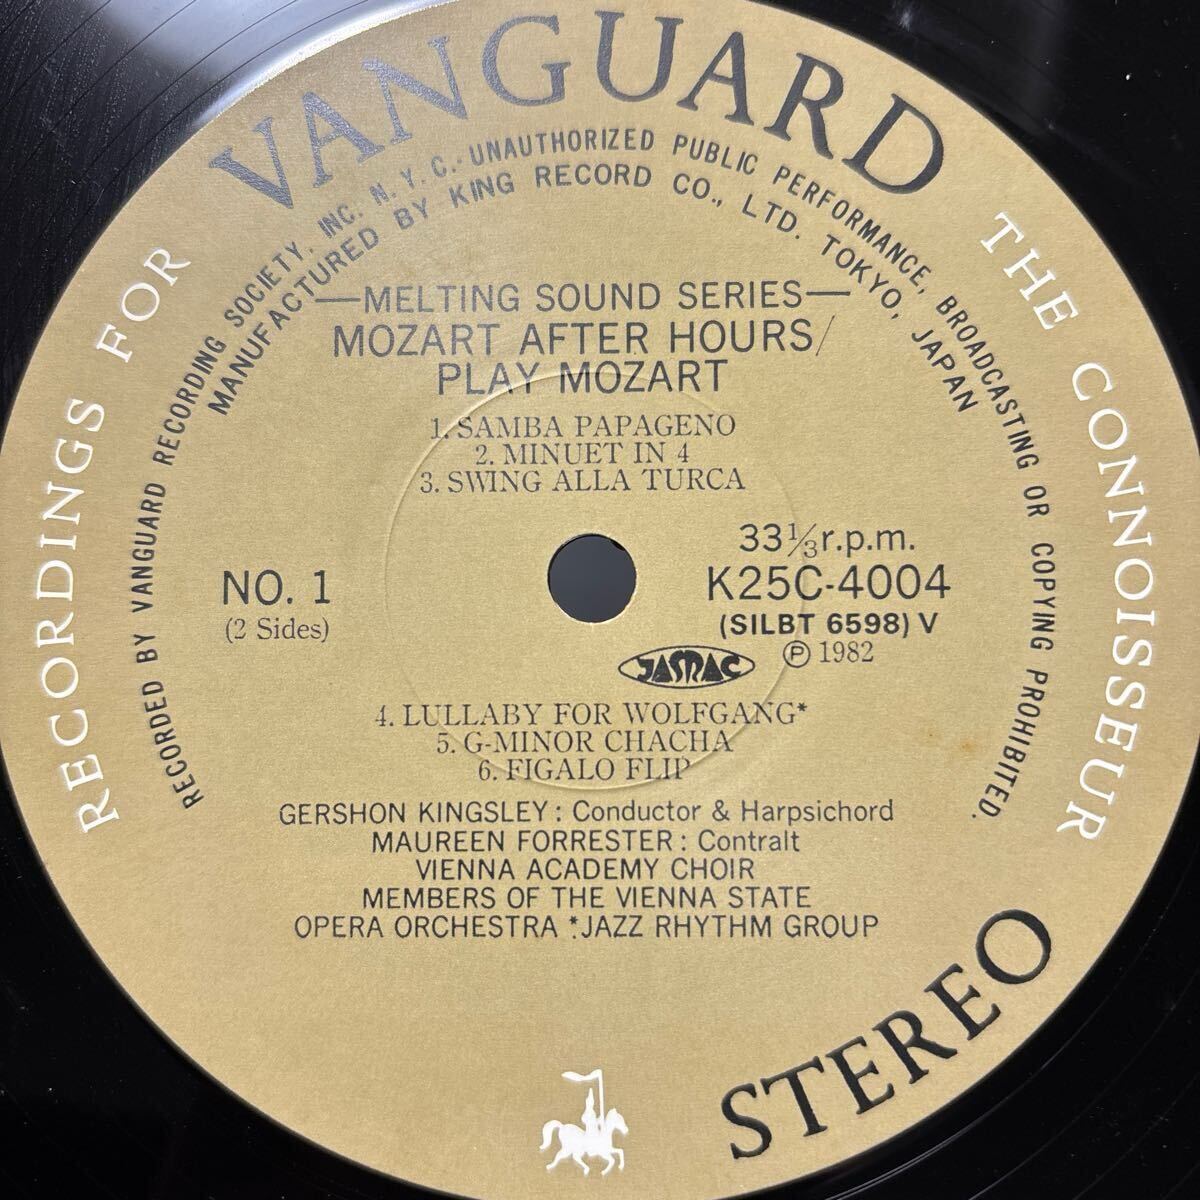 VANGUARD
RECORDINGS FOR THE CONNOISSEUR
RECORDED BY VANGUARD RECORDING SOCIETY, INC. N.Y.C.·UNAUTHORIZED PUBLIC PERFORMANCE, BROADCASTING OR COPYING PROHIBITED.
MANUFACTURED BY KING RECORD CO., LTD. TOKYO, JAPAN
—MELTING SOUND SERIES—
MOZART AFTER HOURS/
PLAY MOZART
1. SAMBA PAPAGENO
2. MINUET IN 4
3. SWING ALLA TURCA
33⅓r.p.m.
NO. 1
K25C-4004
(2 Sides)
(SILBT 6598) V
JASRAC
Ⓟ 1982
4. LULLABY FOR WOLFGANG*
5. G-MINOR CHACHA
6. FIGALO FLIP
GERSHON KINGSLEY : Conductor & Harpsichord
MAUREEN FORRESTER : Contralt
VIENNA ACADEMY CHOIR
MEMBERS OF THE VIENNA STATE
OPERA ORCHESTRA *:JAZZ RHYTHM GROUP
STEREO